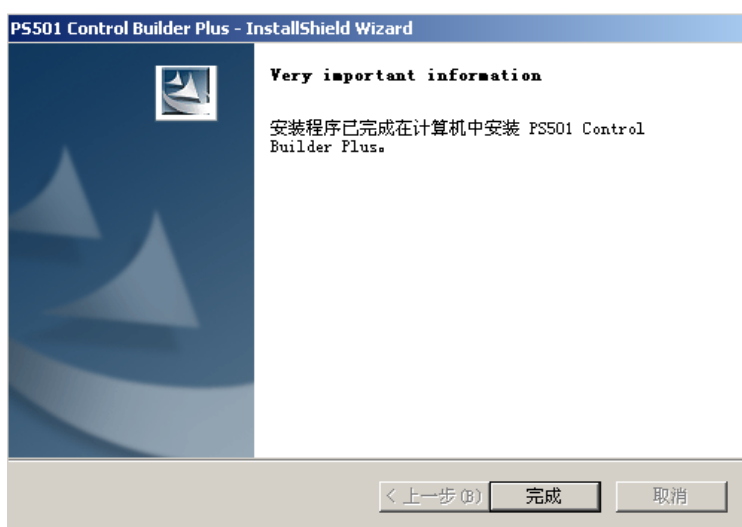 PS501 Control Builder Plus - InstallShield Wizard
Very important information
安装程序已完成在计算机中安装 PS501 Control
Builder Plus。
< 上一步(B) 完成 取消